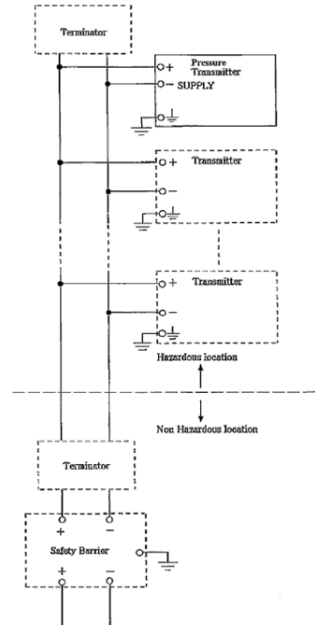 Terminator
+
Pressure
Transmitter
− SUPPLY
+
Transmitter
−
+
Transmitter
−
Hazardous location
Non Hazardous location
Terminator
+
−
Safety Barrier
+
−